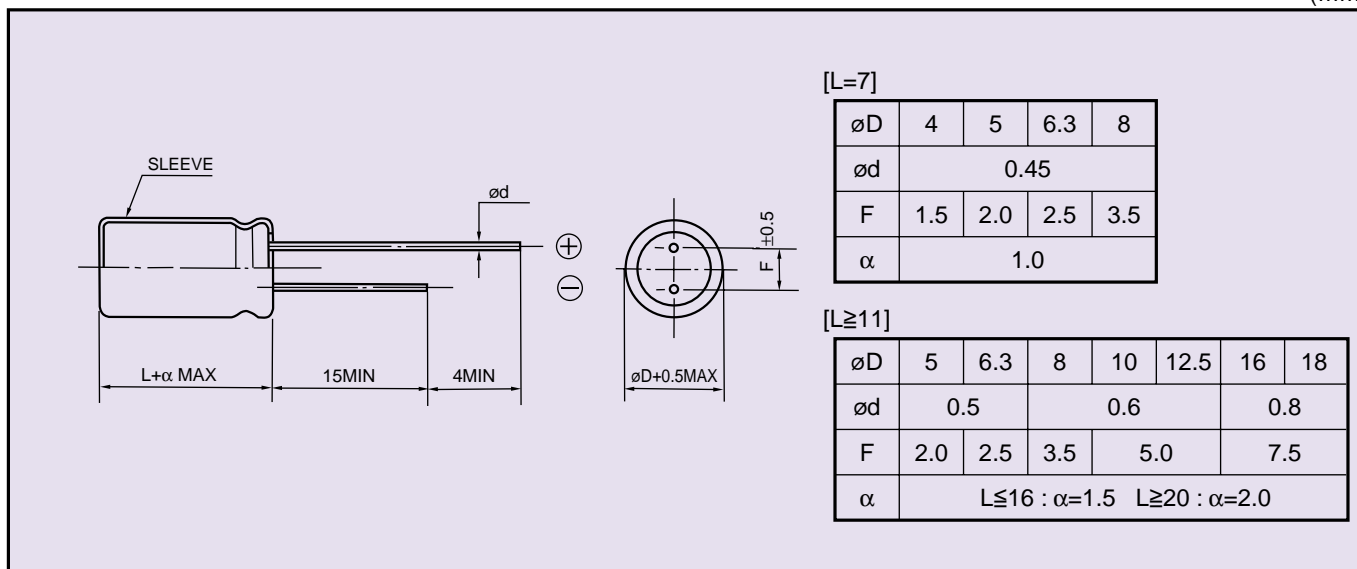 [L=7]
øD 4 5 6.3 8
ød 0.45
F 1.5 2.0 2.5 3.5
α 1.0
SLEEVE
ød
⊕
⊖
F ±0.5
L+α MAX
15MIN
4MIN
øD+0.5MAX
[L≧11]
øD 5 6.3 8 10 12.5 16 18
ød 0.5 0.6 0.8
F 2.0 2.5 3.5 5.0 7.5
α L≦16 : α=1.5 L≧20 : α=2.0